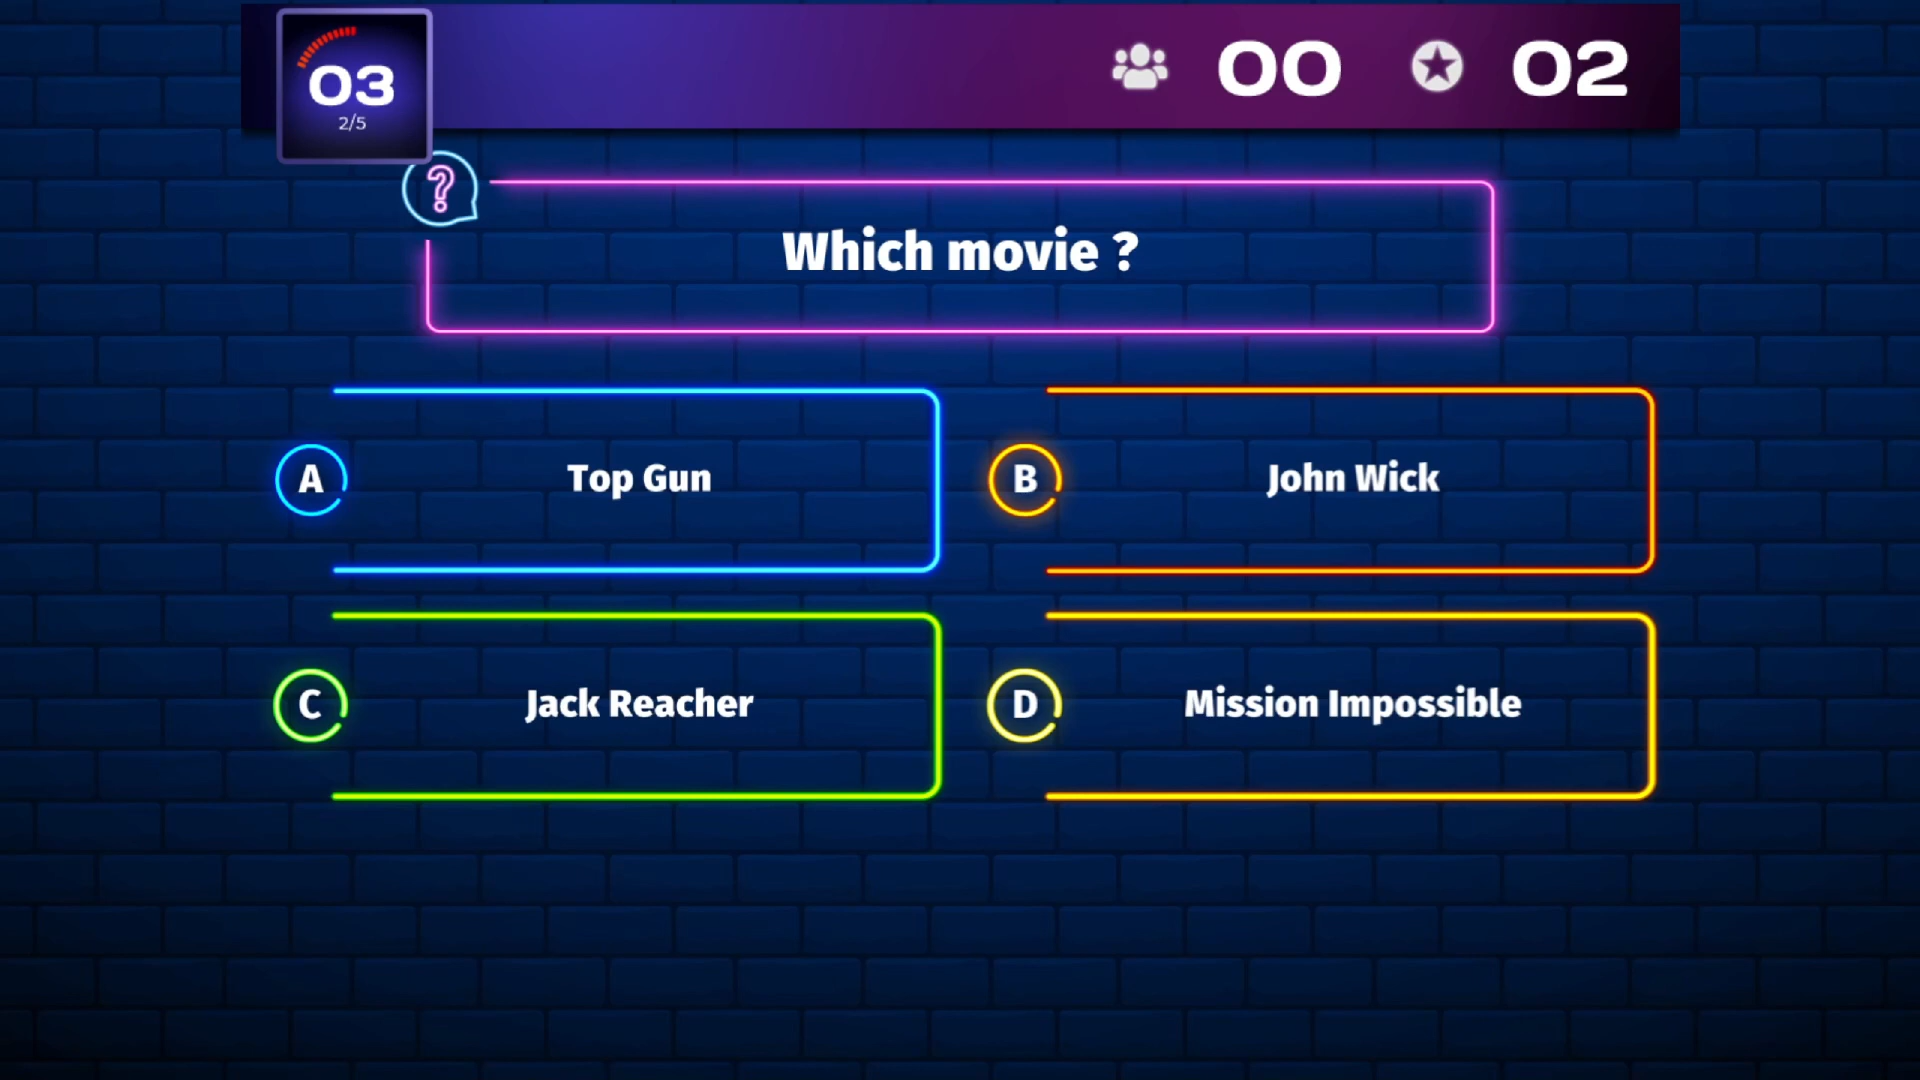 03
2/5
00
02
?
Which movie ?
A
Top Gun
B
John Wick
C
Jack Reacher
D
Mission Impossible